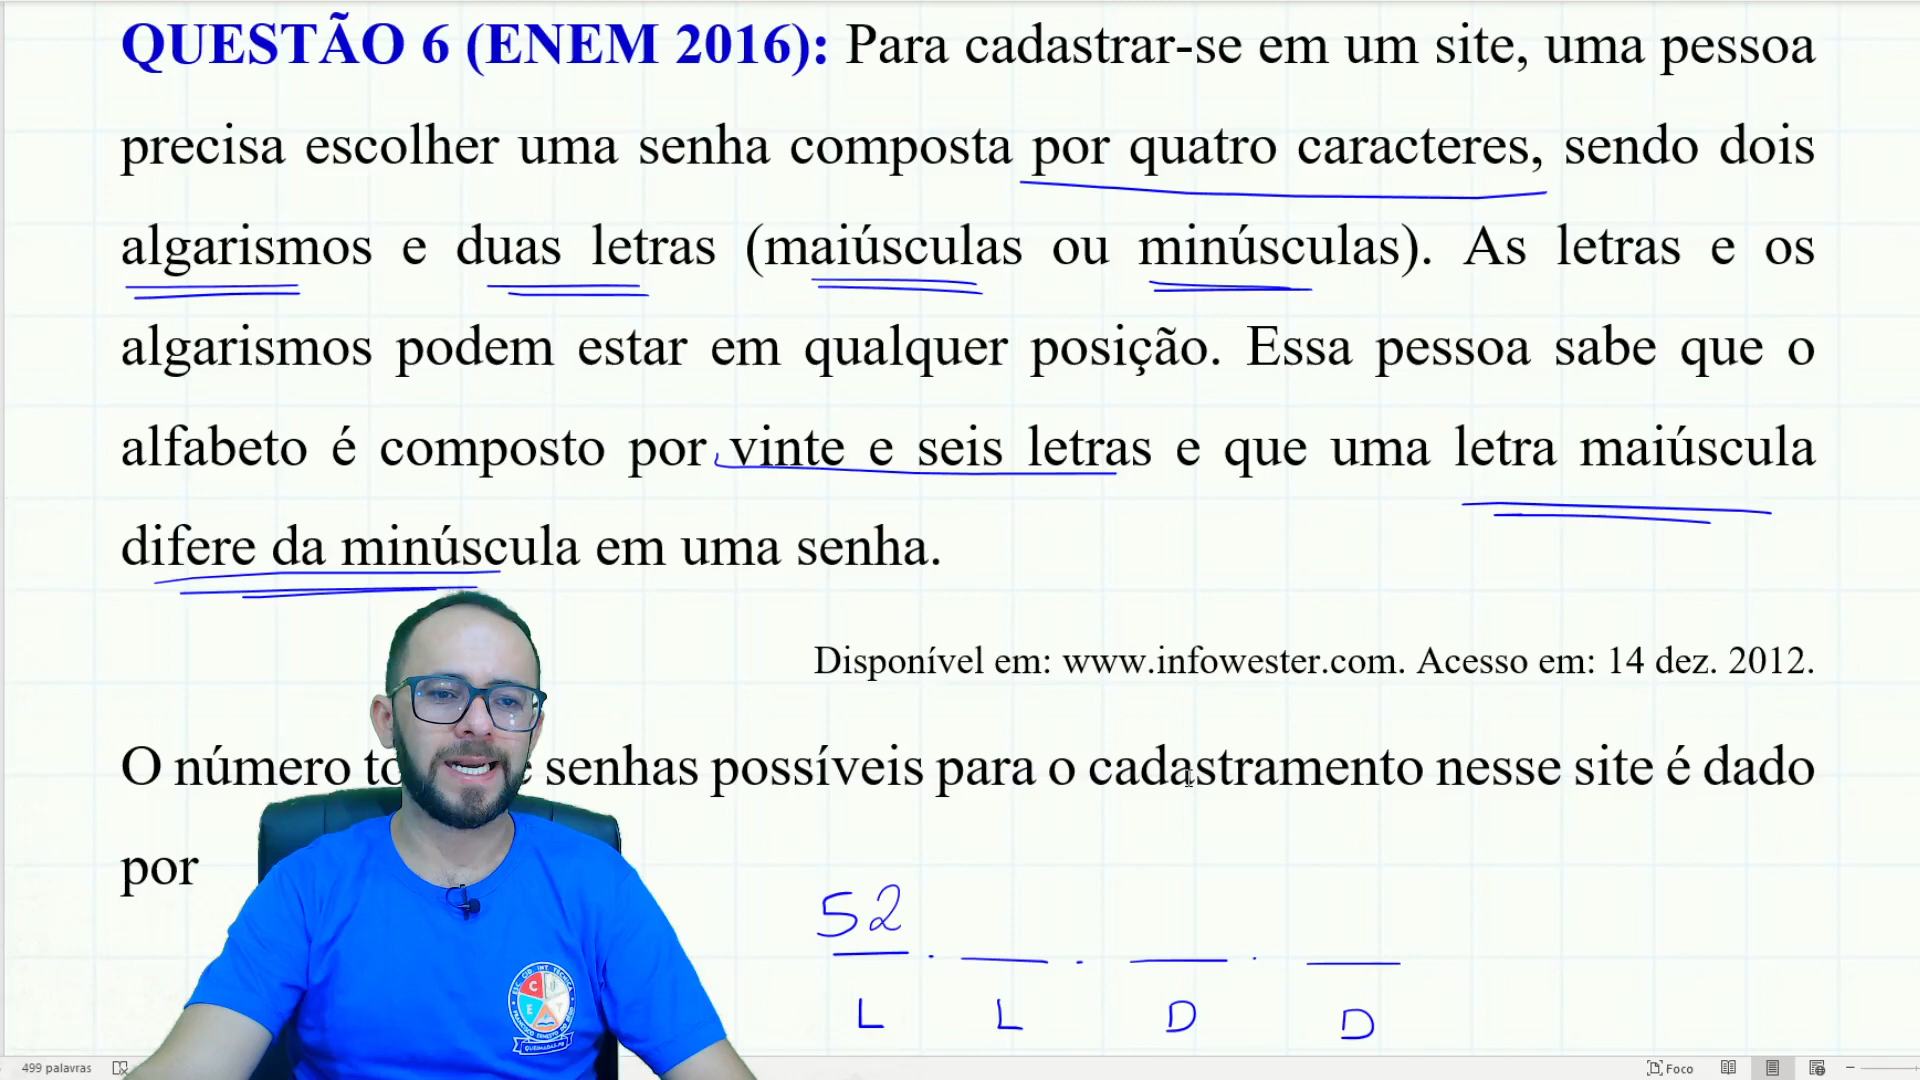 QUESTÃO 6 (ENEM 2016): Para cadastrar-se em um site, uma pessoa
precisa escolher uma senha composta por quatro caracteres, sendo dois
algarismos e duas letras (maiúsculas ou minúsculas). As letras e os
algarismos podem estar em qualquer posição. Essa pessoa sabe que o
alfabeto é composto por vinte e seis letras e que uma letra maiúscula
difere da minúscula em uma senha.
Disponível em: www.infowester.com. Acesso em: 14 dez. 2012.
O número senhas possíveis para o cadastramento nesse site é dado
por
52
L L D D
499 palavras Foco